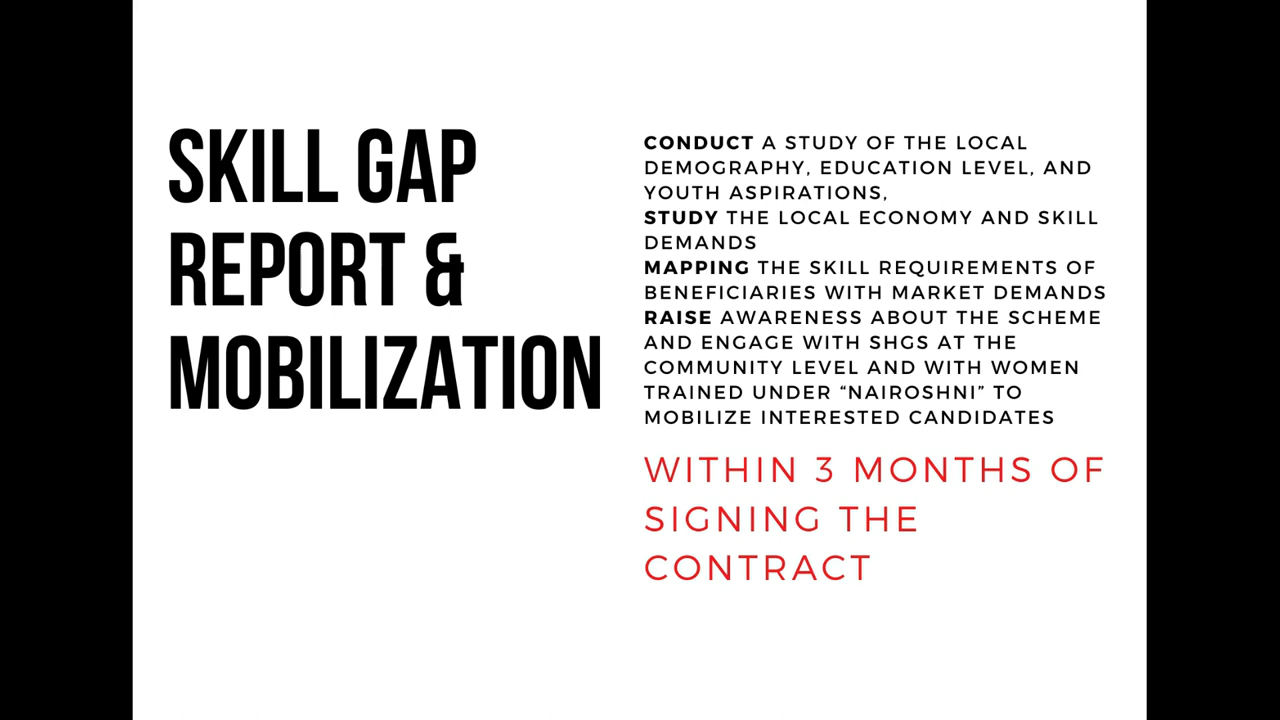 SKILL GAP
REPORT &
MOBILIZATION
CONDUCT A STUDY OF THE LOCAL
DEMOGRAPHY, EDUCATION LEVEL, AND
YOUTH ASPIRATIONS,
STUDY THE LOCAL ECONOMY AND SKILL
DEMANDS
MAPPING THE SKILL REQUIREMENTS OF
BENEFICIARIES WITH MARKET DEMANDS
RAISE AWARENESS ABOUT THE SCHEME
AND ENGAGE WITH SHGS AT THE
COMMUNITY LEVEL AND WITH WOMEN
TRAINED UNDER “NAIROSHNI” TO
MOBILIZE INTERESTED CANDIDATES
WITHIN 3 MONTHS OF
SIGNING THE
CONTRACT